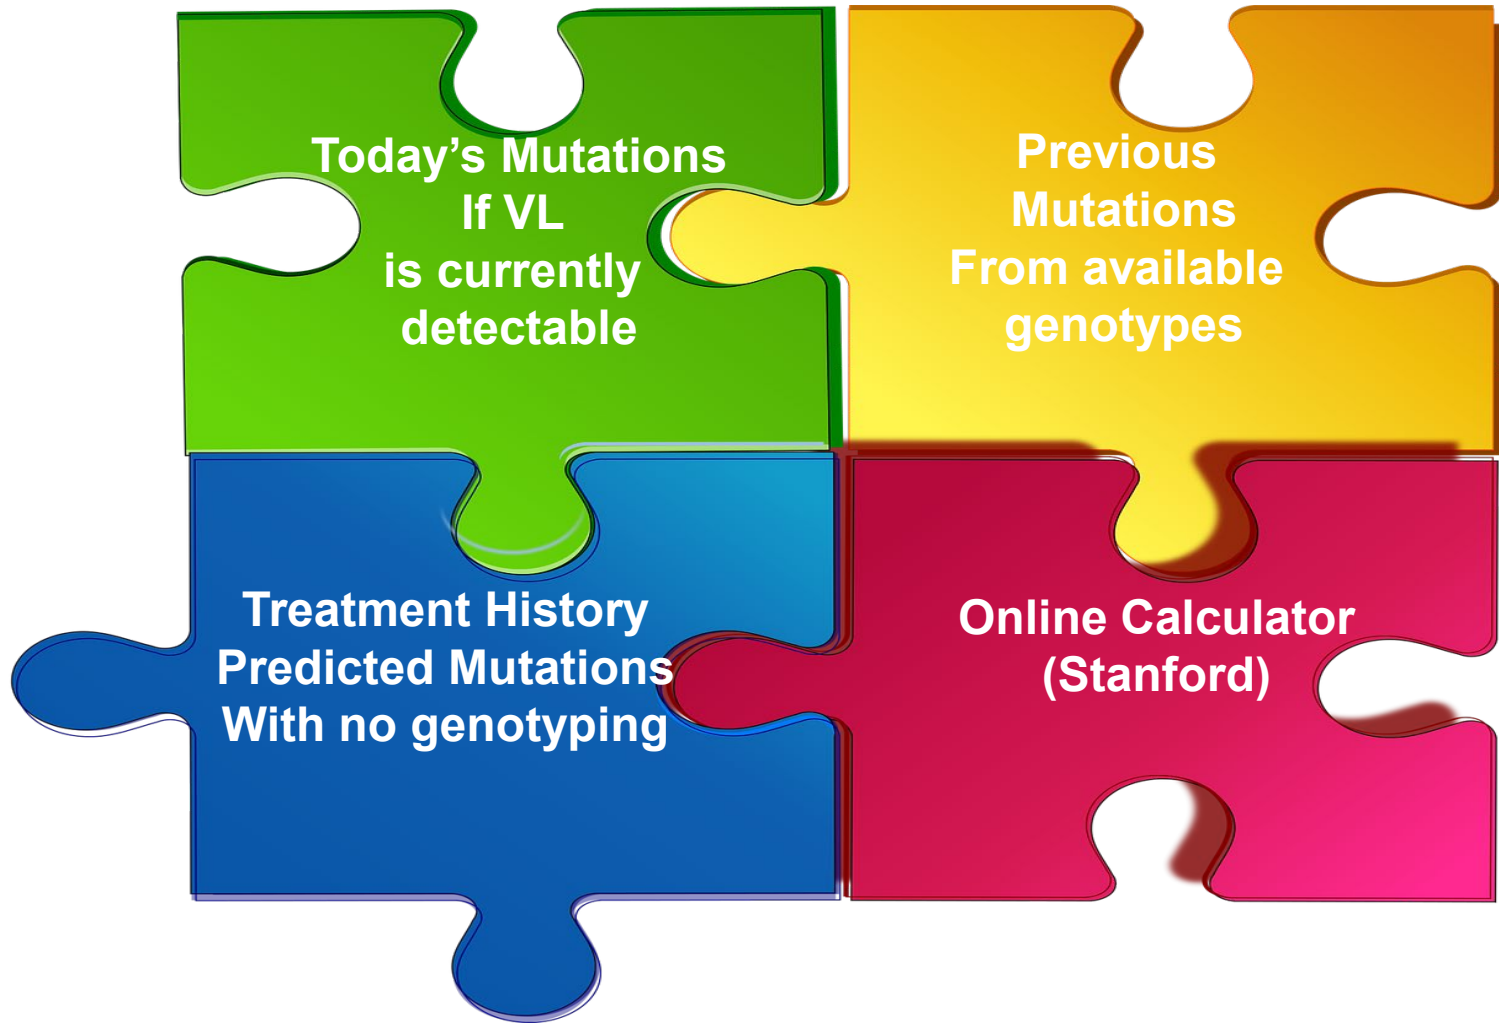 Today’s Mutations
If VL
is currently
detectable
Previous
Mutations
From available
genotypes
Treatment History
Predicted Mutations
With no genotyping
Online Calculator
(Stanford)